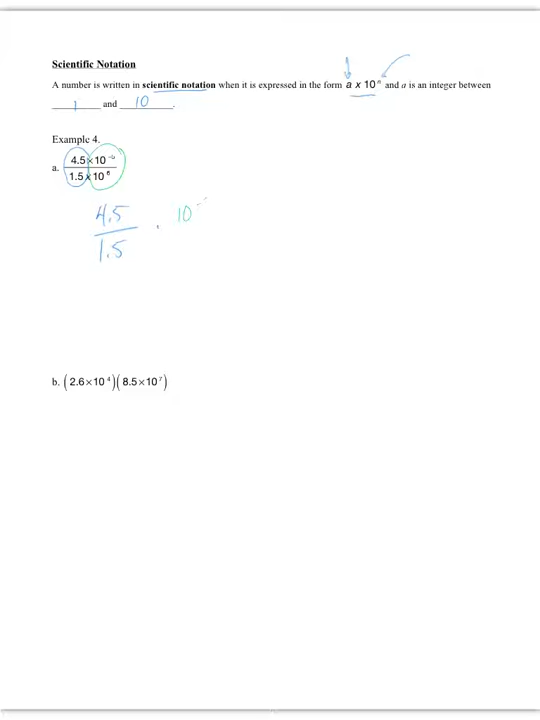 Scientific Notation
A number is written in scientific notation when it is expressed in the form a x 10ⁿ and a is an integer between
1 and 10.
Example 4.
a. 4.5×10
1.5×10⁶
4.5 · 10⁻
1.5
b. (2.6×10⁴)(8.5×10⁷)